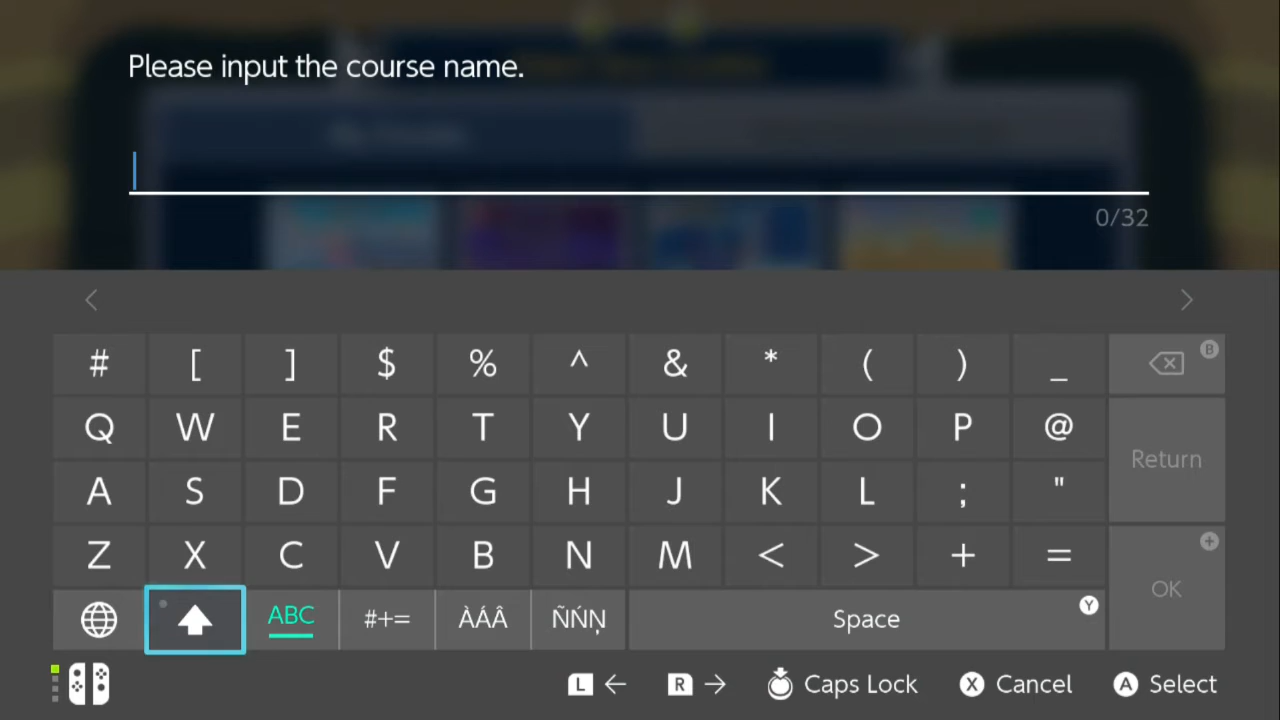 Please input the course name.
0/32
# [ ] $ % ^ & * ( ) _ B
Q W E R T Y U I O P @
Return
A S D F G H J K L ; "
Z X C V B N M < > + = +
OK
ABC #+= ÀÁÂ ÑŃŅ Space Y
L ← R → Caps Lock X Cancel A Select